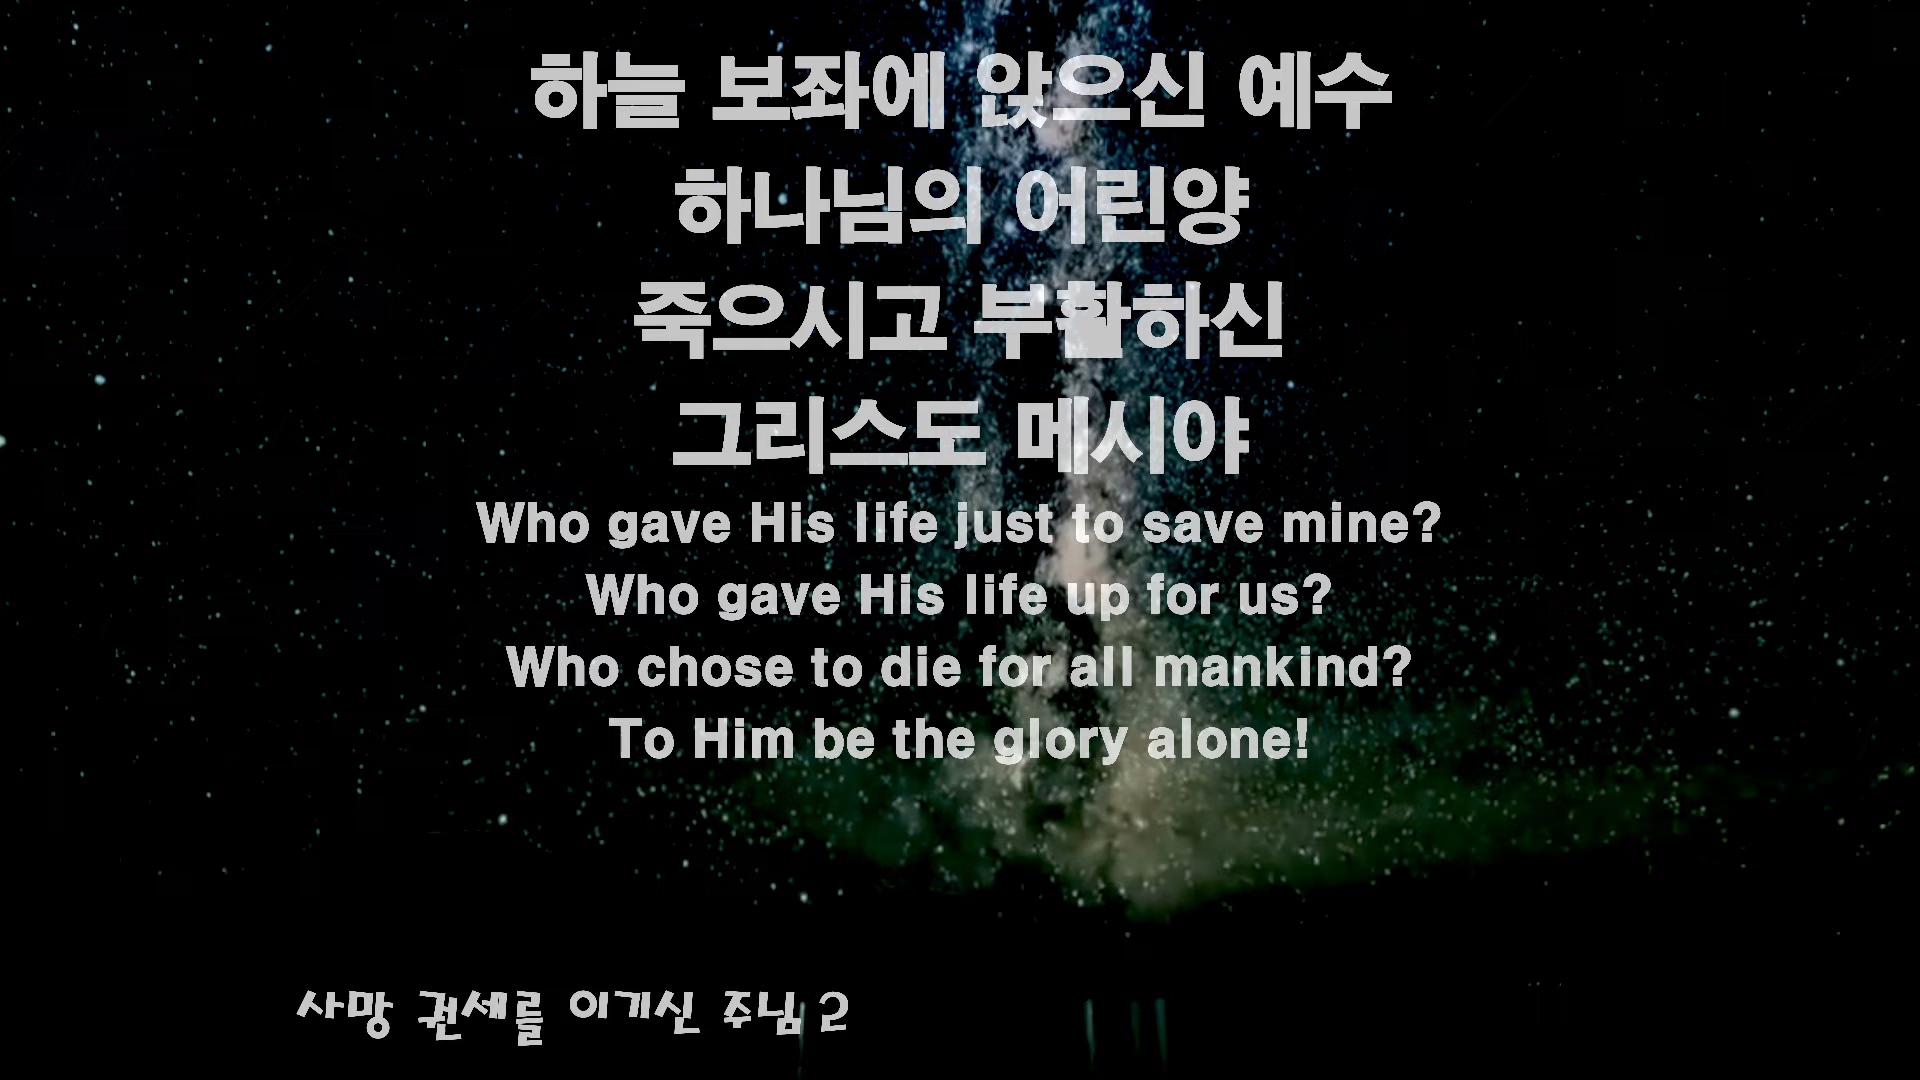 하늘 보좌에 앉으신 예수
하나님의 어린양
죽으시고 부활하신
그리스도 메시야
Who gave His life just to save mine?
Who gave His life up for us?
Who chose to die for all mankind?
To Him be the glory alone!
사망 권세를 이기신 주님 2